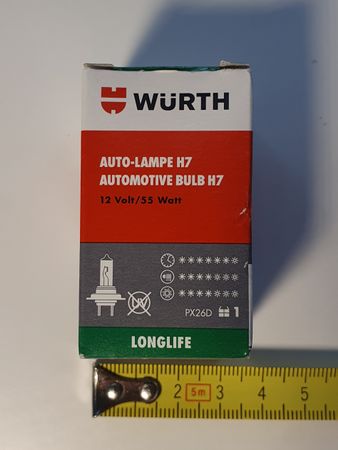 WÜRTH
AUTO-LAMPE H7
AUTOMOTIVE BULB H7
12 Volt/55 Watt
UV
PX26D 1
LONGLIFE
2 5m 3 4 5